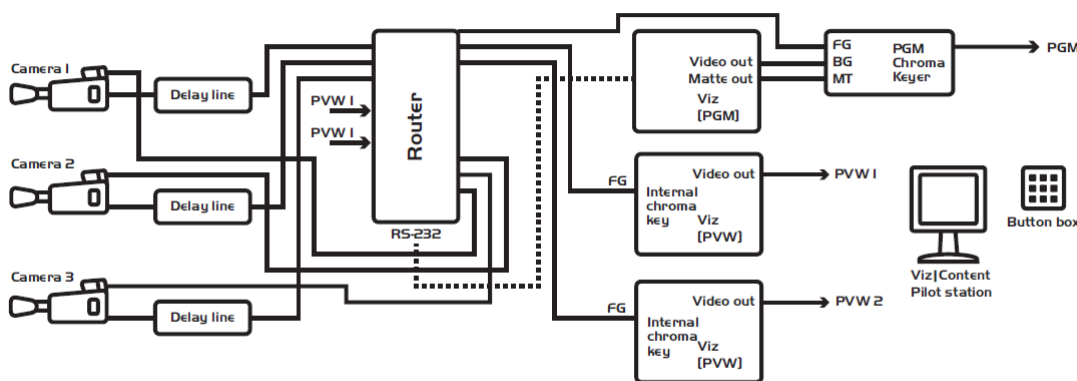 Camera 1
Delay line
Camera 2
Delay line
Camera 3
Delay line
PVW 1
PVW 1
Router
RS-232
Video out
Matte out
Viz
[PGM]
FG
BG
MT
PGM
Chroma
Keyer
PGM
FG
Video out
Internal
chroma
key
Viz
[PVW]
PVW 1
FG
Video out
Internal
chroma
key
Viz
[PVW]
PVW 2
Viz|Content
Pilot station
Button box